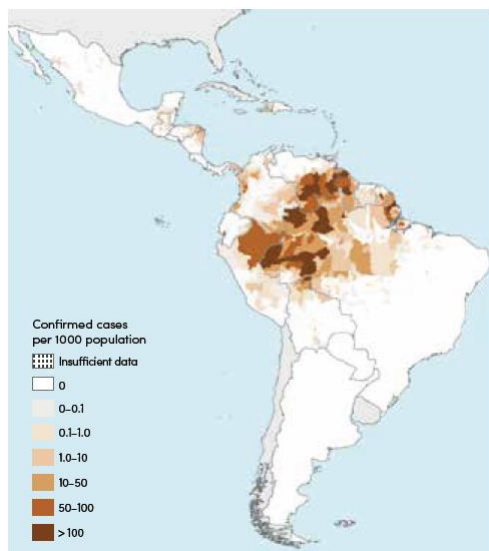 Confirmed cases
per 1000 population
Insufficient data
0
0–0.1
0.1–1.0
1.0–10
10–50
50–100
>100